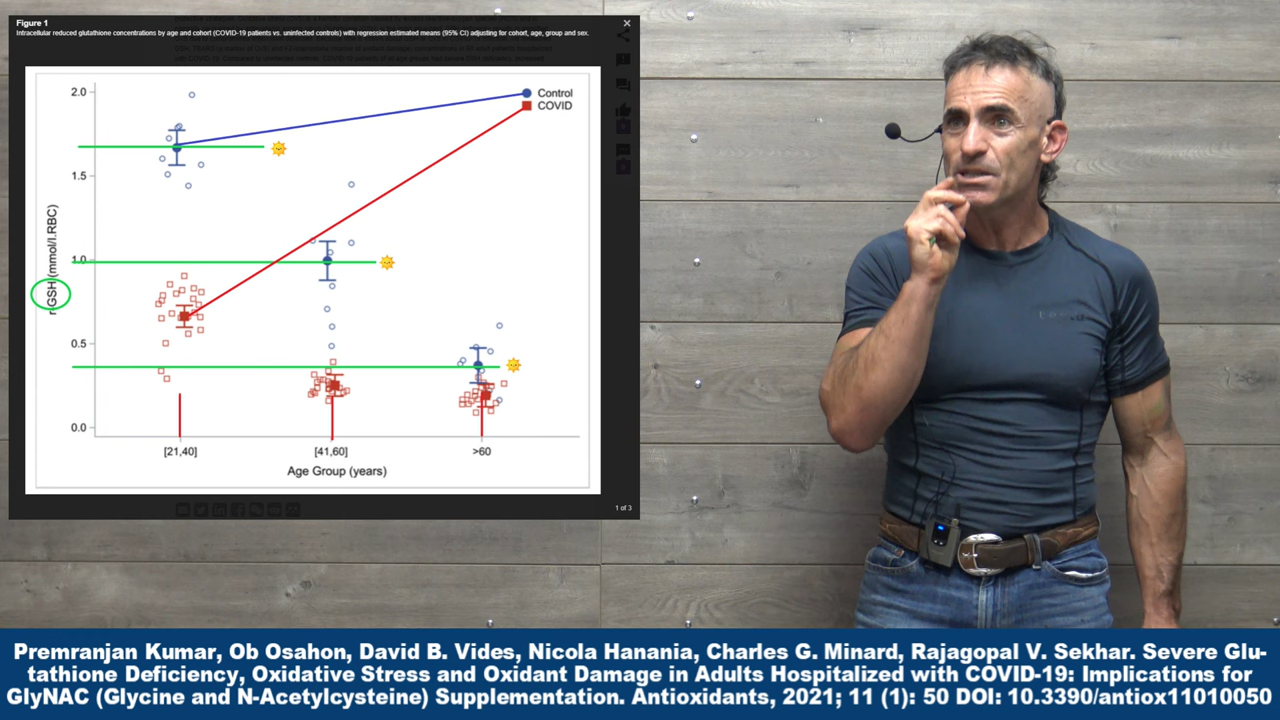 Figure 1
Intracellular reduced glutathione concentrations by age and cohort (COVID-19 patients vs. uninfected controls) with regression estimated means (95% CI) adjusting for cohort, age, group and sex.
2.0
Control
COVID
1.5
1.0
r-GSH (mmol/l.RBC)
0.5
0.0
[21,40]
[41,60]
>60
Age Group (years)
1 of 3
Premranjan Kumar, Ob Osahon, David B. Vides, Nicola Hanania, Charles G. Minard, Rajagopal V. Sekhar. Severe Glu-
tathione Deficiency, Oxidative Stress and Oxidant Damage in Adults Hospitalized with COVID-19: Implications for
GlyNAC (Glycine and N-Acetylcysteine) Supplementation. Antioxidants, 2021; 11 (1): 50 DOI: 10.3390/antiox11010050